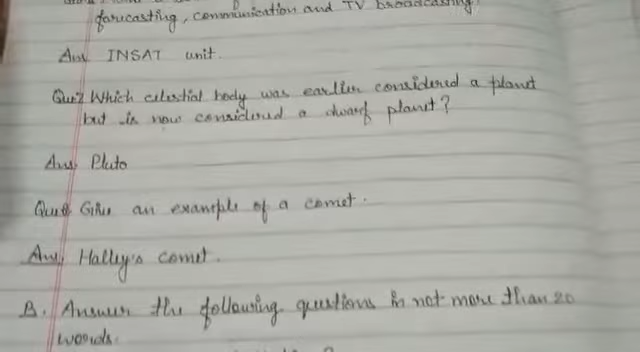 forecasting, communication and TV broadcasting.
Ans. INSAT unit.
Que7 Which celestial body was earlier considered a planet
but is now considered a dwarf planet?
Ans. Pluto
Que8 Give an example of a comet.
Ans. Halley's comet.
B. Answer the following questions in not more than 20
words.